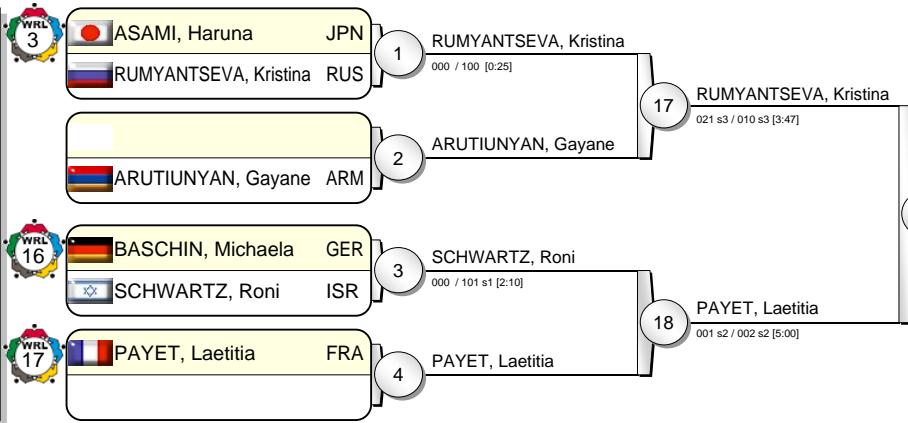 WRL
3
ASAMI, Haruna JPN
RUMYANTSEVA, Kristina RUS
1
RUMYANTSEVA, Kristina
000 / 100 [0:25]
17
RUMYANTSEVA, Kristina
021 s3 / 010 s3 [3:47]
ARUTIUNYAN, Gayane ARM
2
ARUTIUNYAN, Gayane
WRL
16
BASCHIN, Michaela GER
SCHWARTZ, Roni ISR
3
SCHWARTZ, Roni
000 / 101 s1 [2:10]
18
PAYET, Laetitia
001 s2 / 002 s2 [5:00]
WRL
17
PAYET, Laetitia FRA
4
PAYET, Laetitia